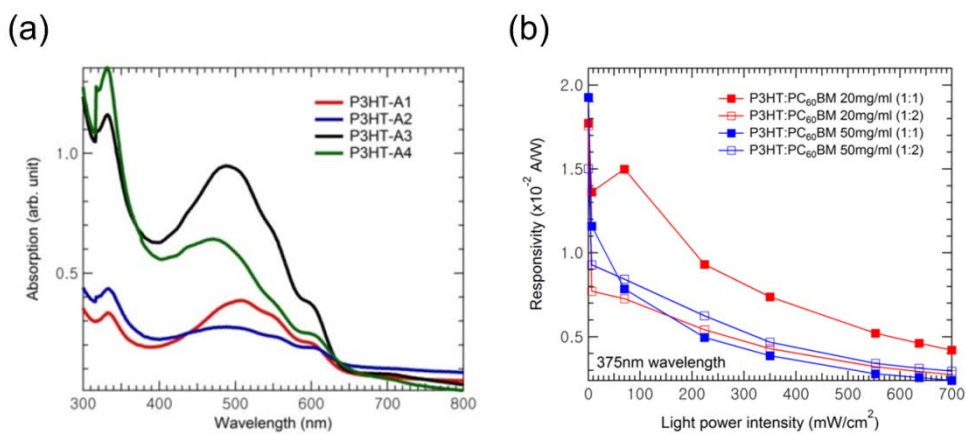 (a)
(b)
Absorption (arb. unit)
1.0
0.5
P3HT-A1
P3HT-A2
P3HT-A3
P3HT-A4
300 400 500 600 700 800
Wavelength (nm)
Responsivity (x10⁻² A/W)
2.0
1.5
1.0
0.5
P3HT:PC₆₀BM 20mg/ml (1:1)
P3HT:PC₆₀BM 20mg/ml (1:2)
P3HT:PC₆₀BM 50mg/ml (1:1)
P3HT:PC₆₀BM 50mg/ml (1:2)
375nm wavelength
0 100 200 300 400 500 600 700
Light power intensity (mW/cm²)